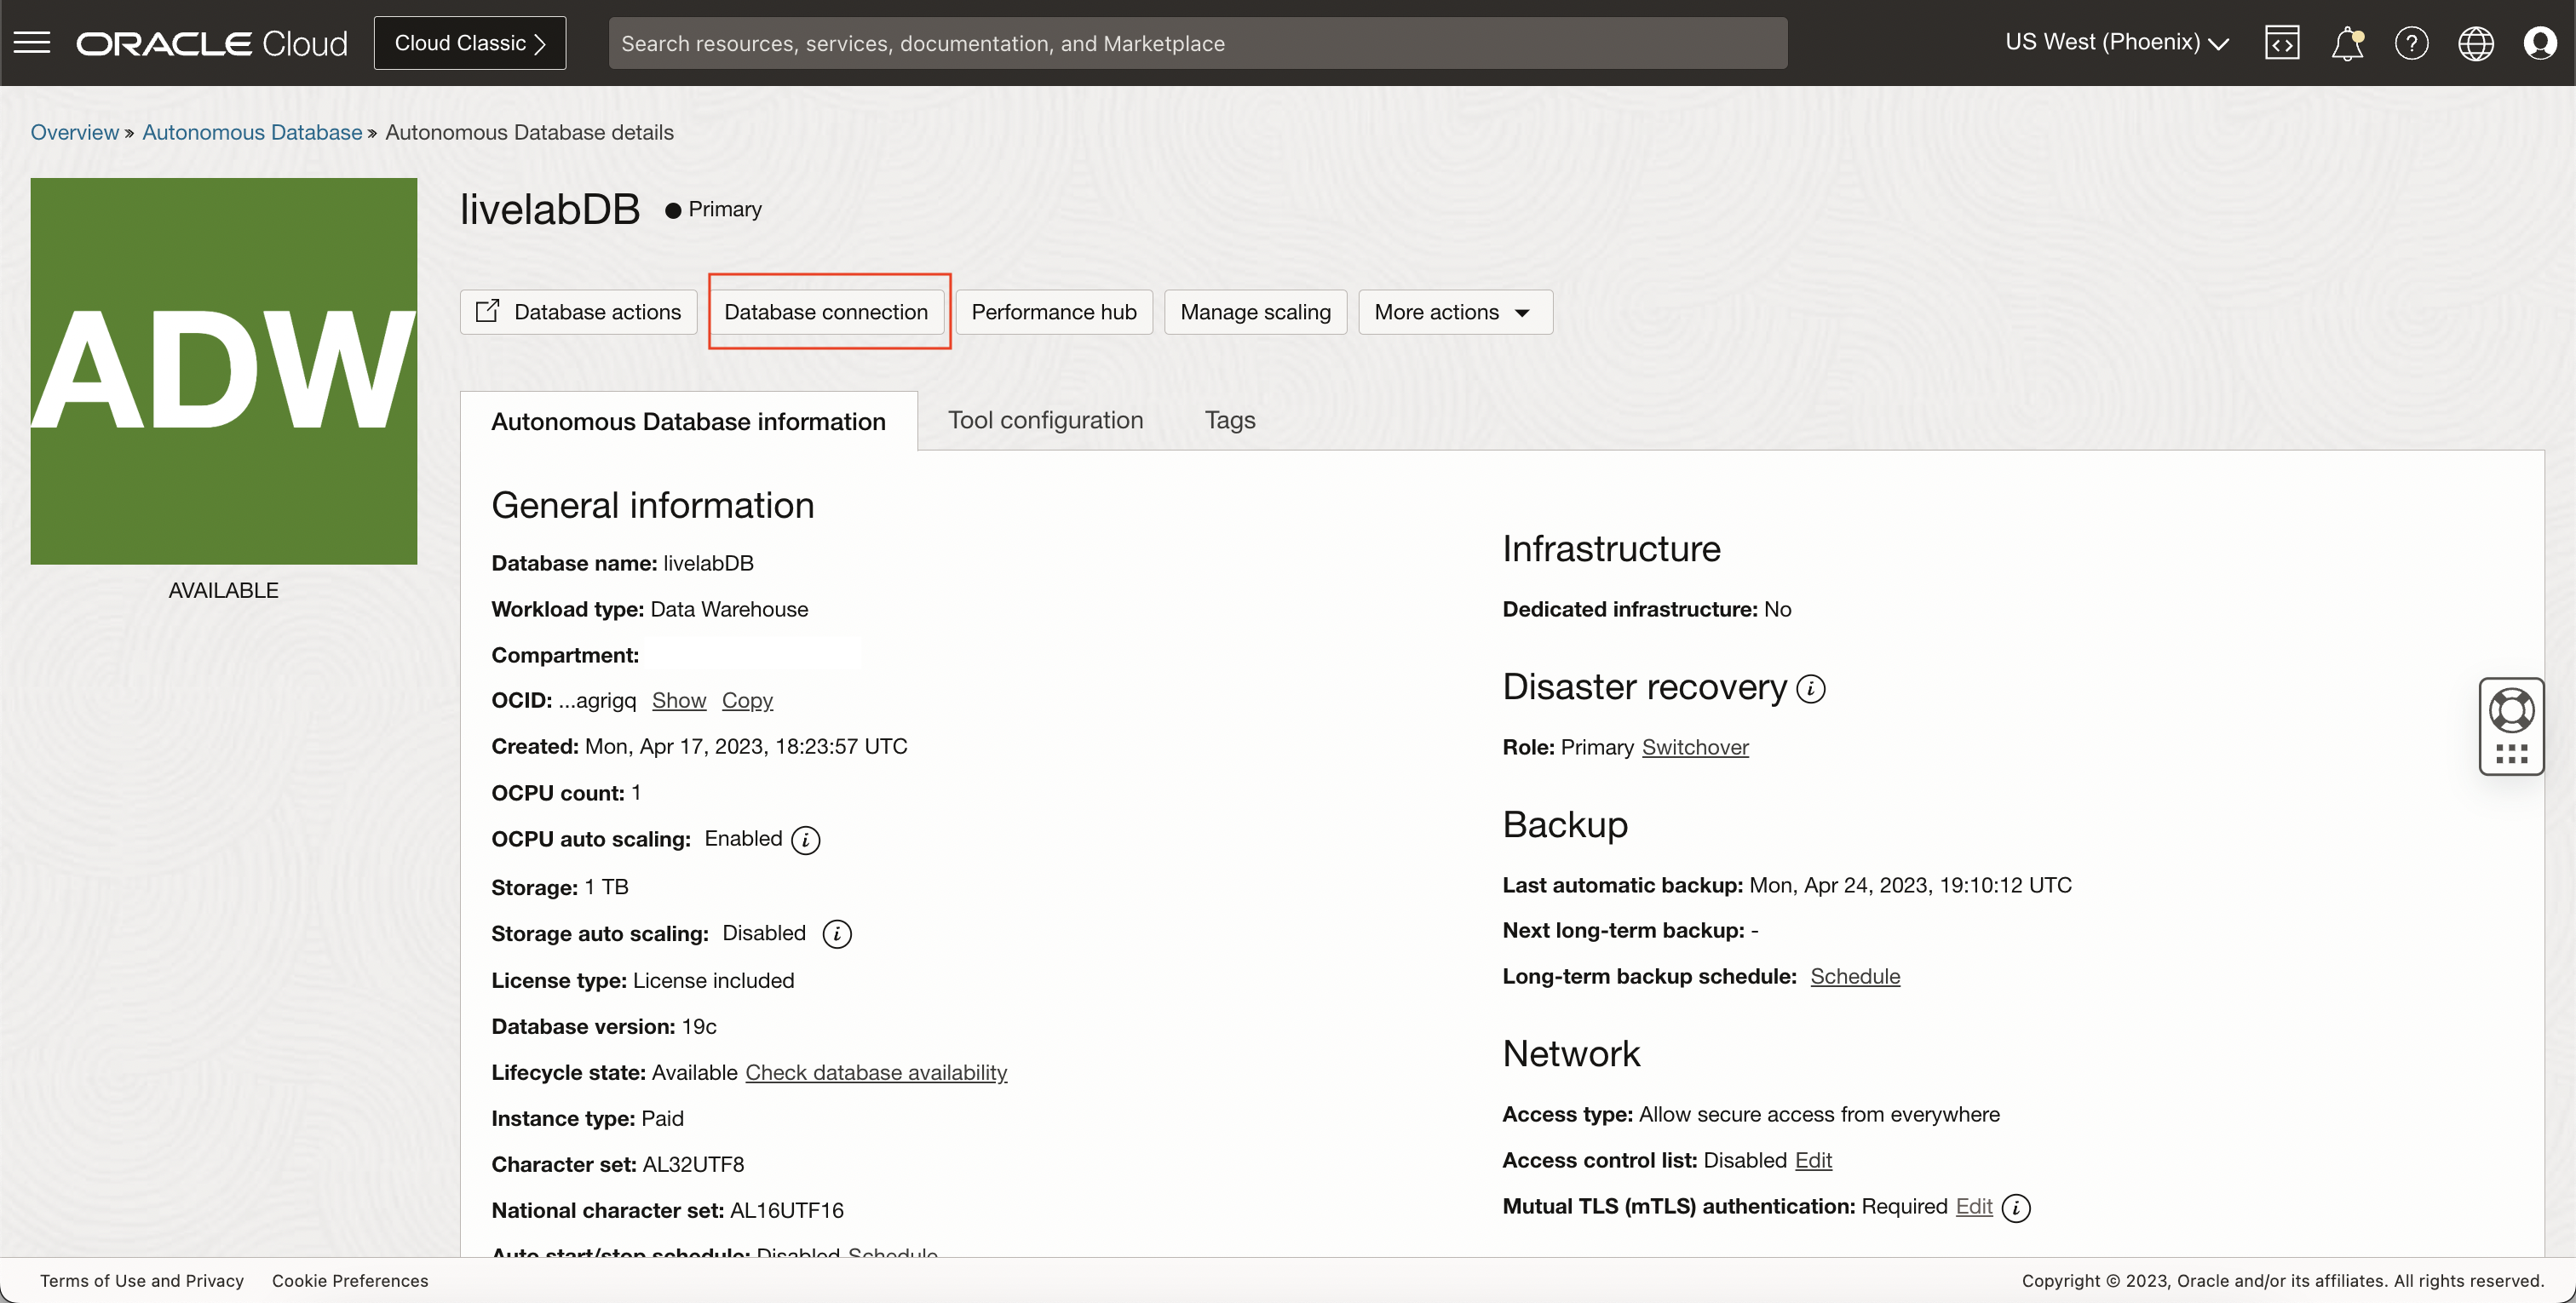 ORACLE Cloud
Cloud Classic
Search resources, services, documentation, and Marketplace
US West (Phoenix)
Overview » Autonomous Database » Autonomous Database details
ADW
AVAILABLE
livelabDB
Primary
Database actions
Database connection
Performance hub
Manage scaling
More actions
Autonomous Database information
Tool configuration
Tags
General information
Database name: livelabDB
Workload type: Data Warehouse
Compartment:
OCID: ...agrigq Show Copy
Created: Mon, Apr 17, 2023, 18:23:57 UTC
OCPU count: 1
OCPU auto scaling: Enabled
Storage: 1 TB
Storage auto scaling: Disabled
License type: License included
Database version: 19c
Lifecycle state: Available Check database availability
Instance type: Paid
Character set: AL32UTF8
National character set: AL16UTF16
Auto start/stop schedule: Disabled Schedule
Infrastructure
Dedicated infrastructure: No
Disaster recovery
Role: Primary Switchover
Backup
Last automatic backup: Mon, Apr 24, 2023, 19:10:12 UTC
Next long-term backup: -
Long-term backup schedule: Schedule
Network
Access type: Allow secure access from everywhere
Access control list: Disabled Edit
Mutual TLS (mTLS) authentication: Required Edit
Terms of Use and Privacy
Cookie Preferences
Copyright © 2023, Oracle and/or its affiliates. All rights reserved.